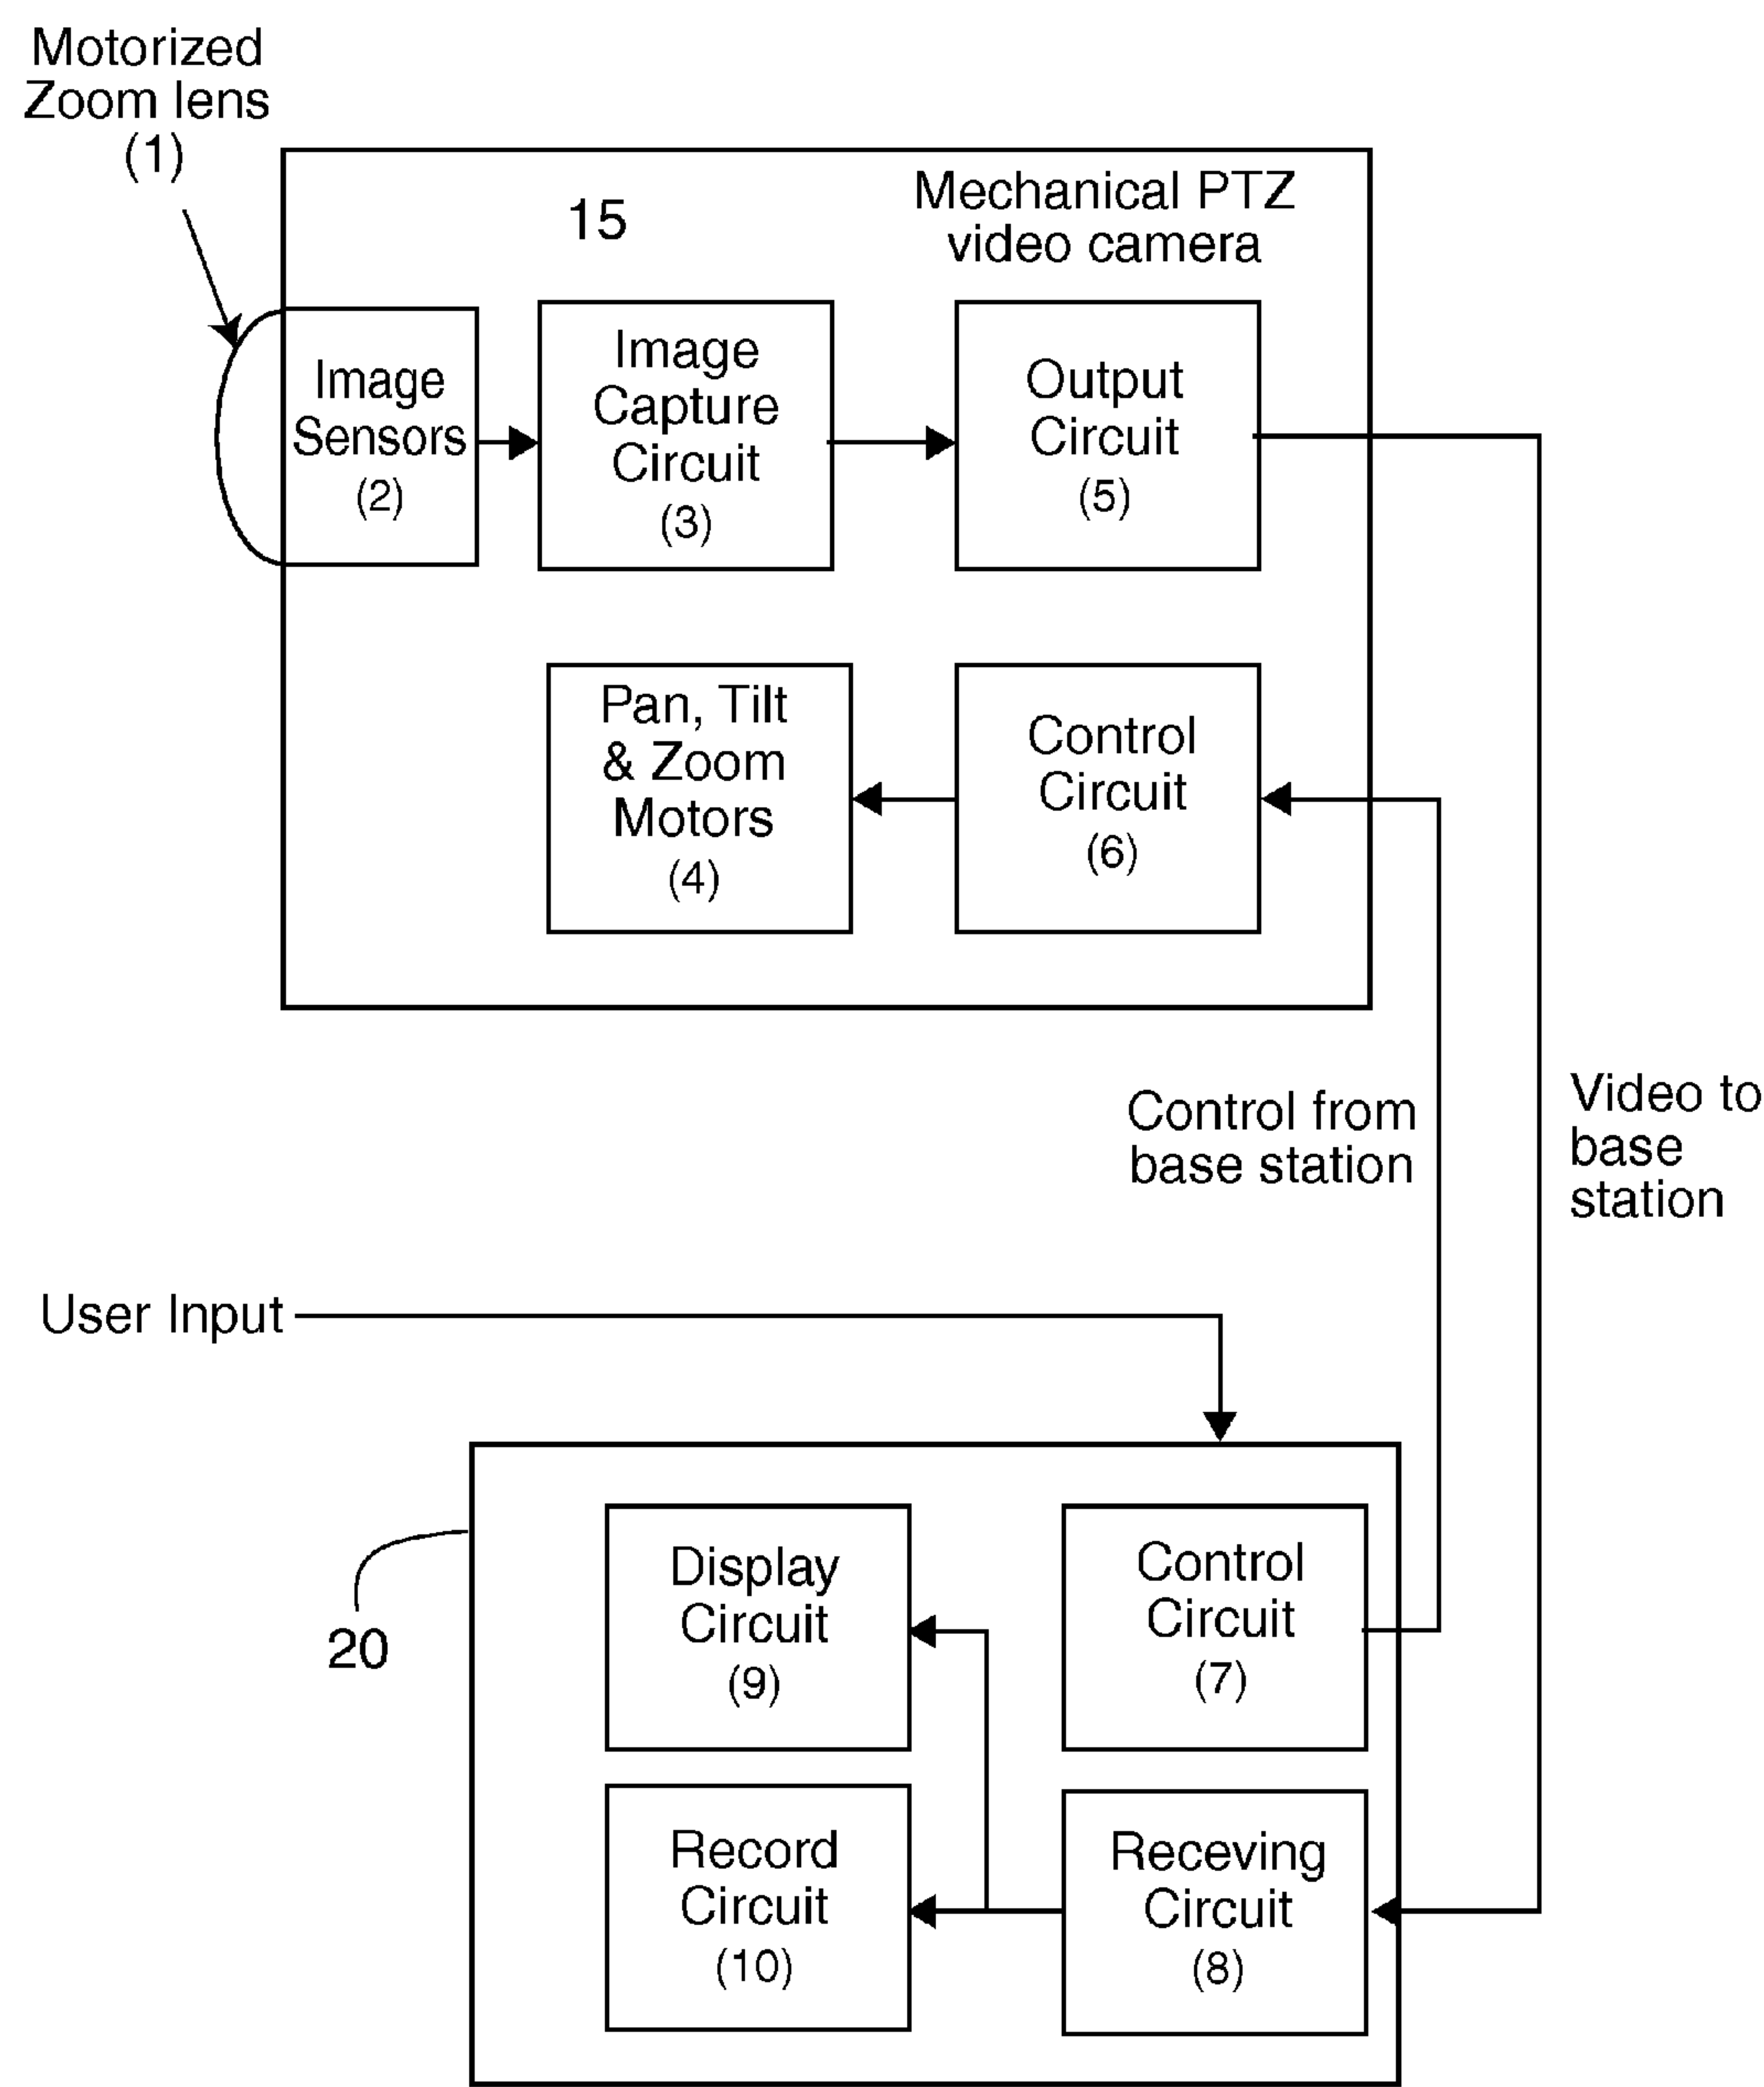 Motorized
Zoom lens
(1)
15
Mechanical PTZ
video camera
Image
Sensors
(2)
Image
Capture
Circuit
(3)
Output
Circuit
(5)
Pan, Tilt
& Zoom
Motors
(4)
Control
Circuit
(6)
Control from
base station
Video to
base
station
User Input
20
Display
Circuit
(9)
Control
Circuit
(7)
Record
Circuit
(10)
Receving
Circuit
(8)